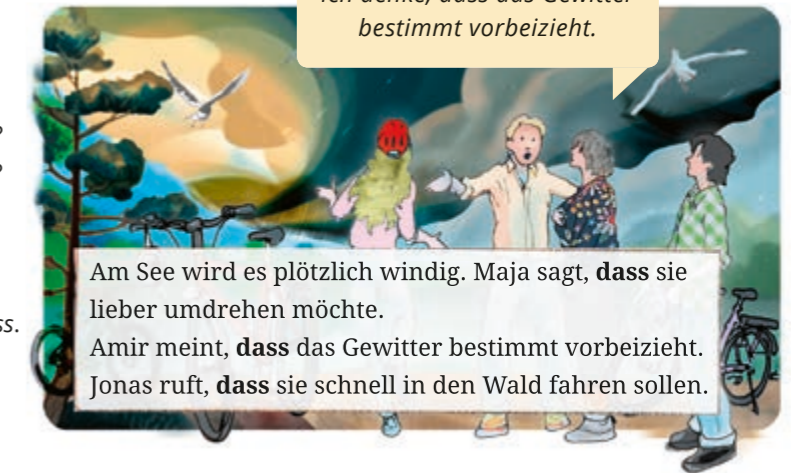 bestimmt vorbeizieht.
Am See wird es plötzlich windig. Maja sagt, dass sie
lieber umdrehen möchte.
Amir meint, dass das Gewitter bestimmt vorbeizieht.
Jonas ruft, dass sie schnell in den Wald fahren sollen.